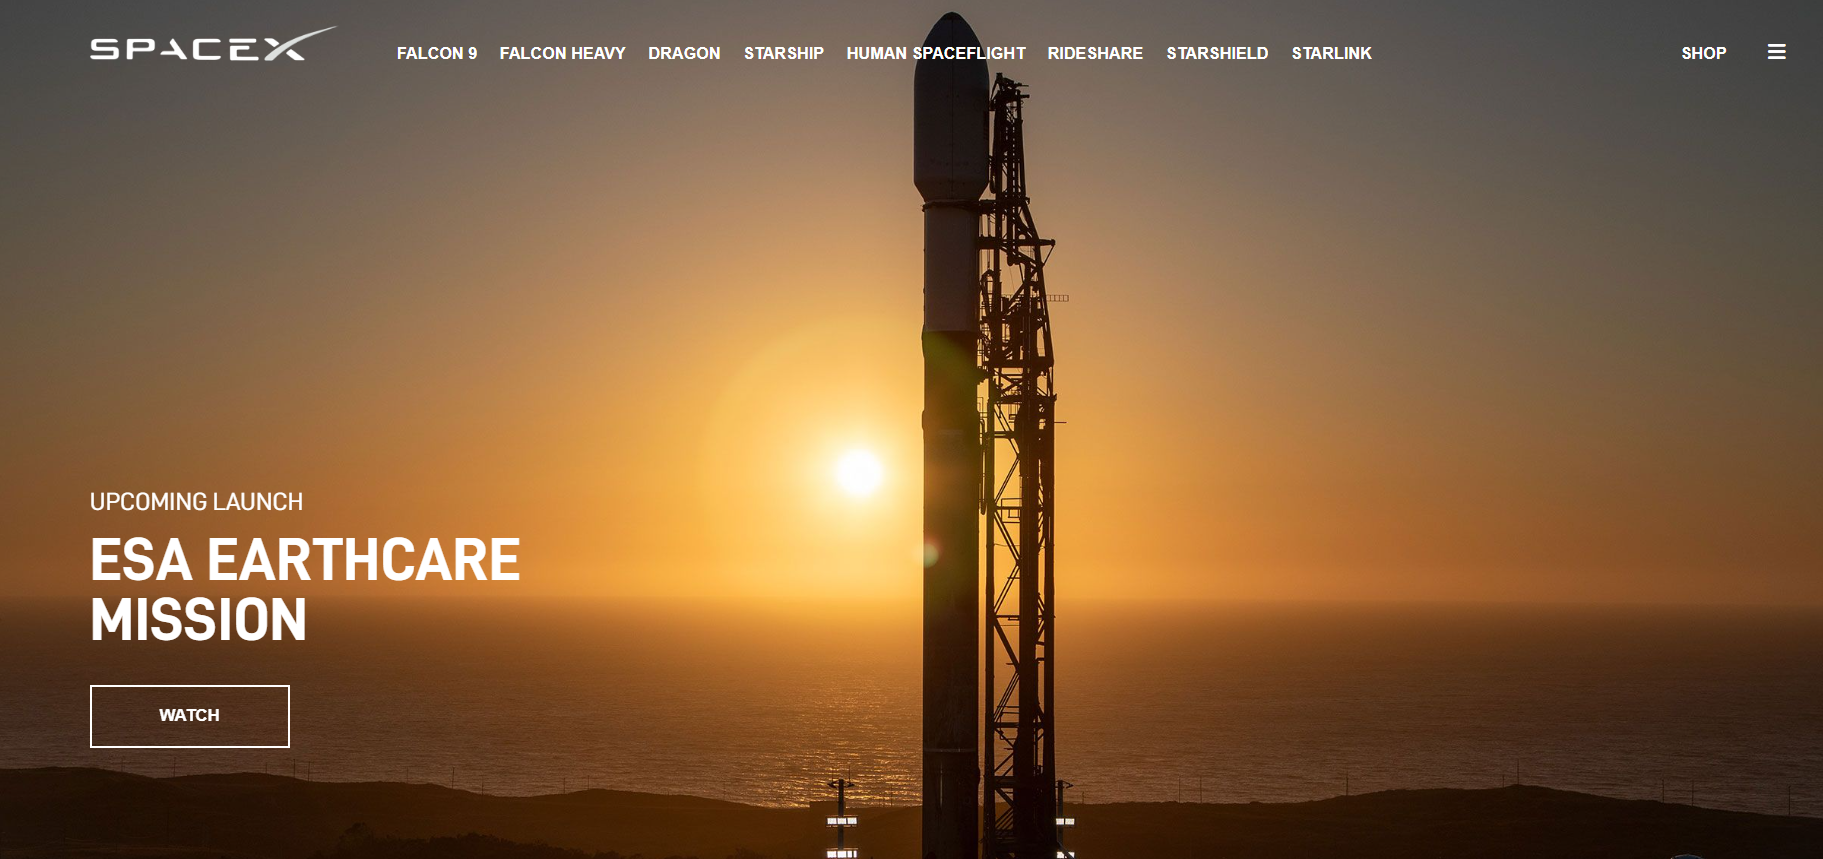 SPACEX
FALCON 9 FALCON HEAVY DRAGON STARSHIP HUMAN SPACEFLIGHT RIDESHARE STARSHIELD STARLINK SHOP
UPCOMING LAUNCH
ESA EARTHCARE
MISSION
WATCH